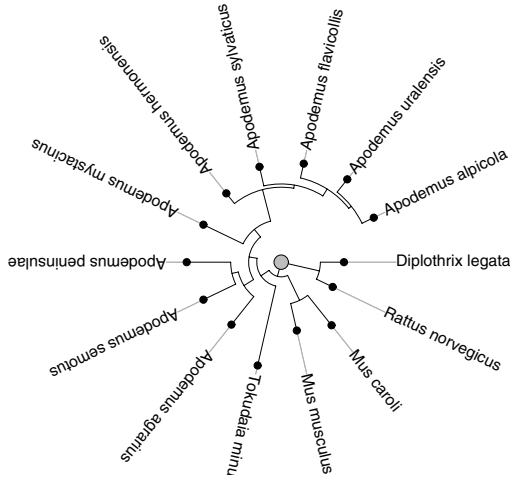 Apodemus hermonensis
Apodemus sylvaticus
Apodemus flavicollis
Apodemus uralensis
Apodemus alpicola
Apodemus mystacinus
Apodemus peninsulae
Diplothrix legata
Apodemus semotus
Rattus norvegicus
Apodemus agrarius
Tokudaia minu
Mus musculus
Mus caroli